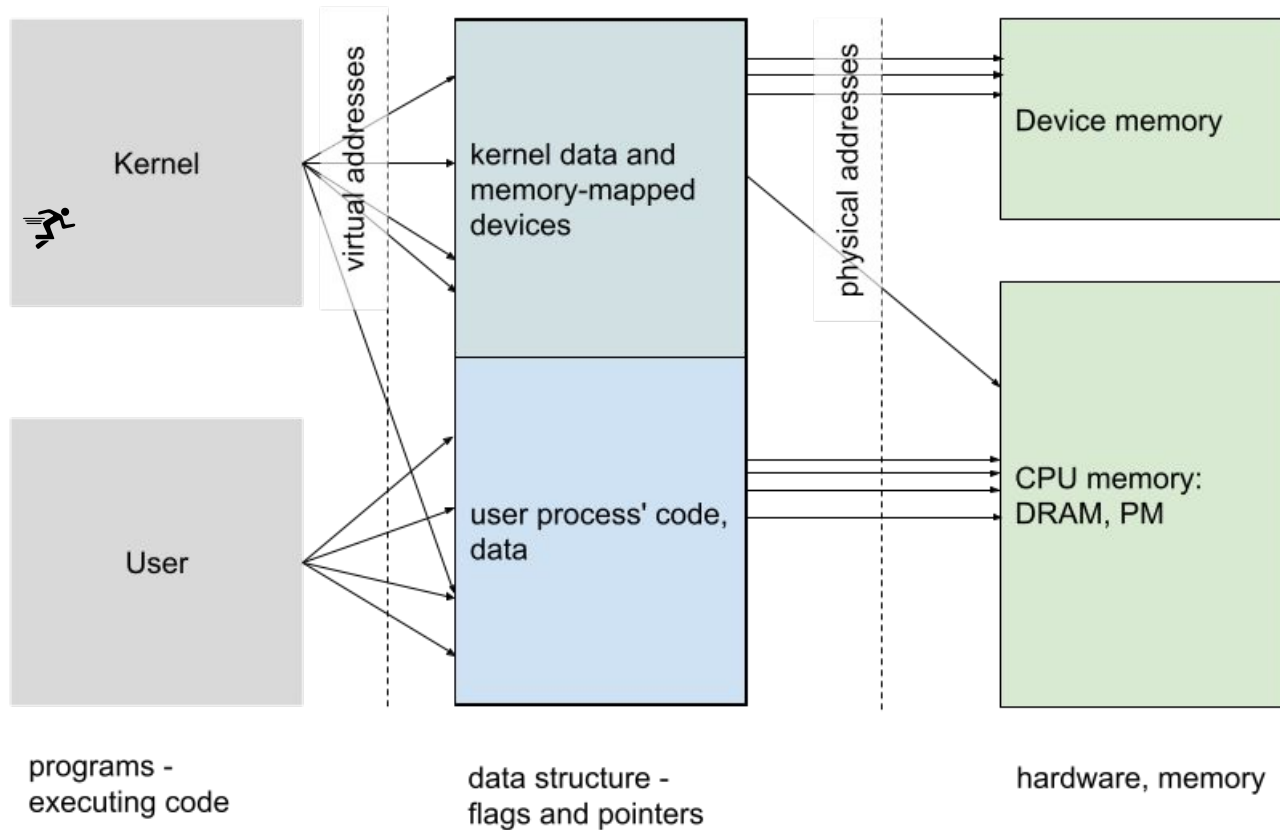 Kernel
virtual addresses
kernel data and
memory-mapped
devices
physical addresses
Device memory
User
user process' code,
data
CPU memory:
DRAM, PM
programs -
executing code
data structure -
flags and pointers
hardware, memory